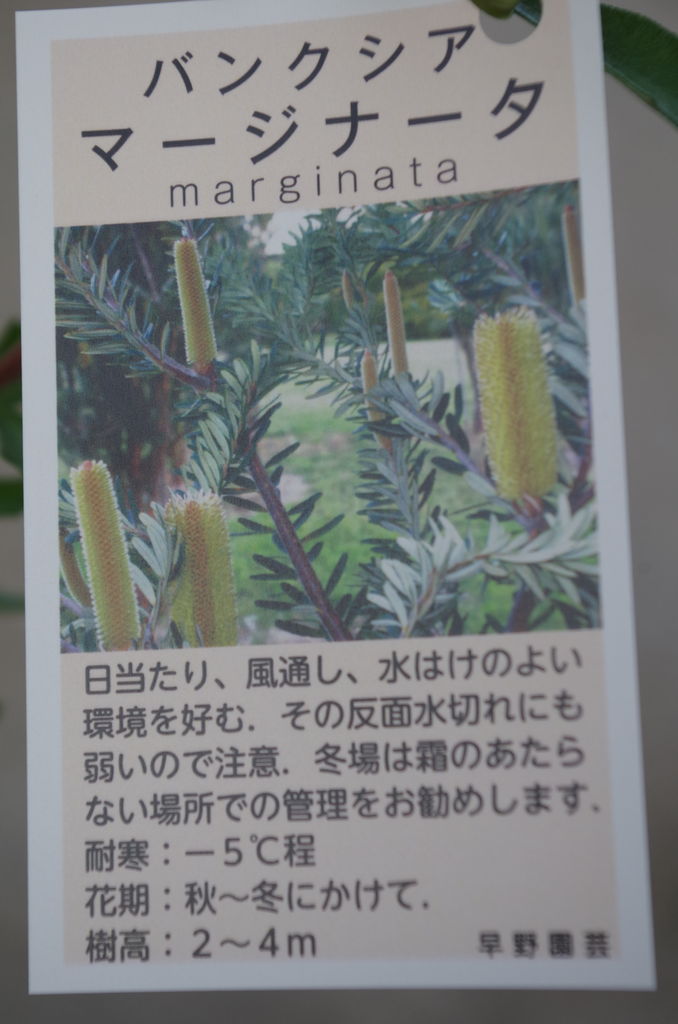 バンクシア
マージナータ
marginata
日当たり、風通し、水はけのよい
環境を好む．その反面水切れにも
弱いので注意．冬場は霜のあたら
ない場所での管理をお勧めします．
耐寒：－５℃程
花期：秋～冬にかけて．
樹高：２～４ｍ
早野園芸